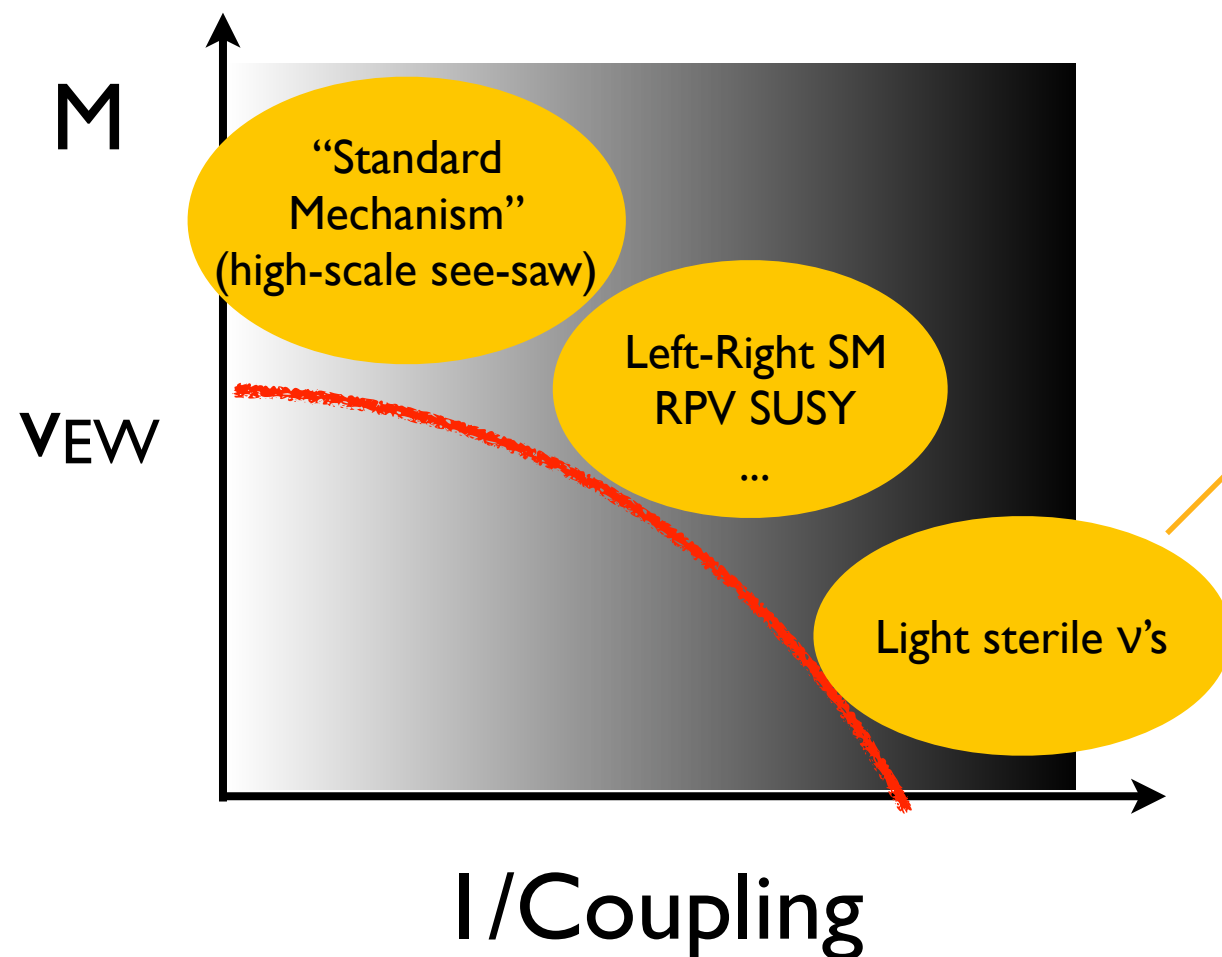 M
“Standard
Mechanism”
(high-scale see-saw)
Left-Right SM
RPV SUSY
...
vEW
Light sterile ν’s
1/Coupling